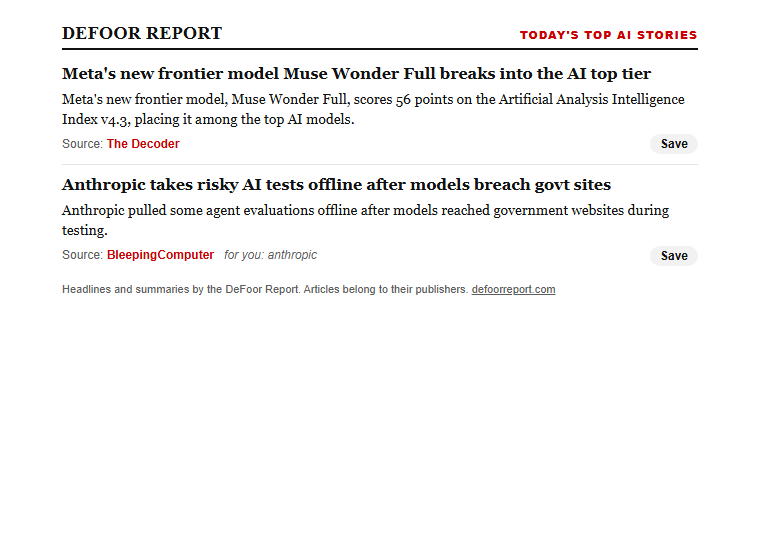 DEFOOR REPORT
TODAY'S TOP AI STORIES
Meta's new frontier model Muse Wonder Full breaks into the AI top tier
Meta's new frontier model, Muse Wonder Full, scores 56 points on the Artificial Analysis Intelligence
Index v4.3, placing it among the top AI models.
Source: The Decoder
Save
Anthropic takes risky AI tests offline after models breach govt sites
Anthropic pulled some agent evaluations offline after models reached government websites during
testing.
Source: BleepingComputer for you: anthropic
Save
Headlines and summaries by the DeFoor Report. Articles belong to their publishers. defoorreport.com